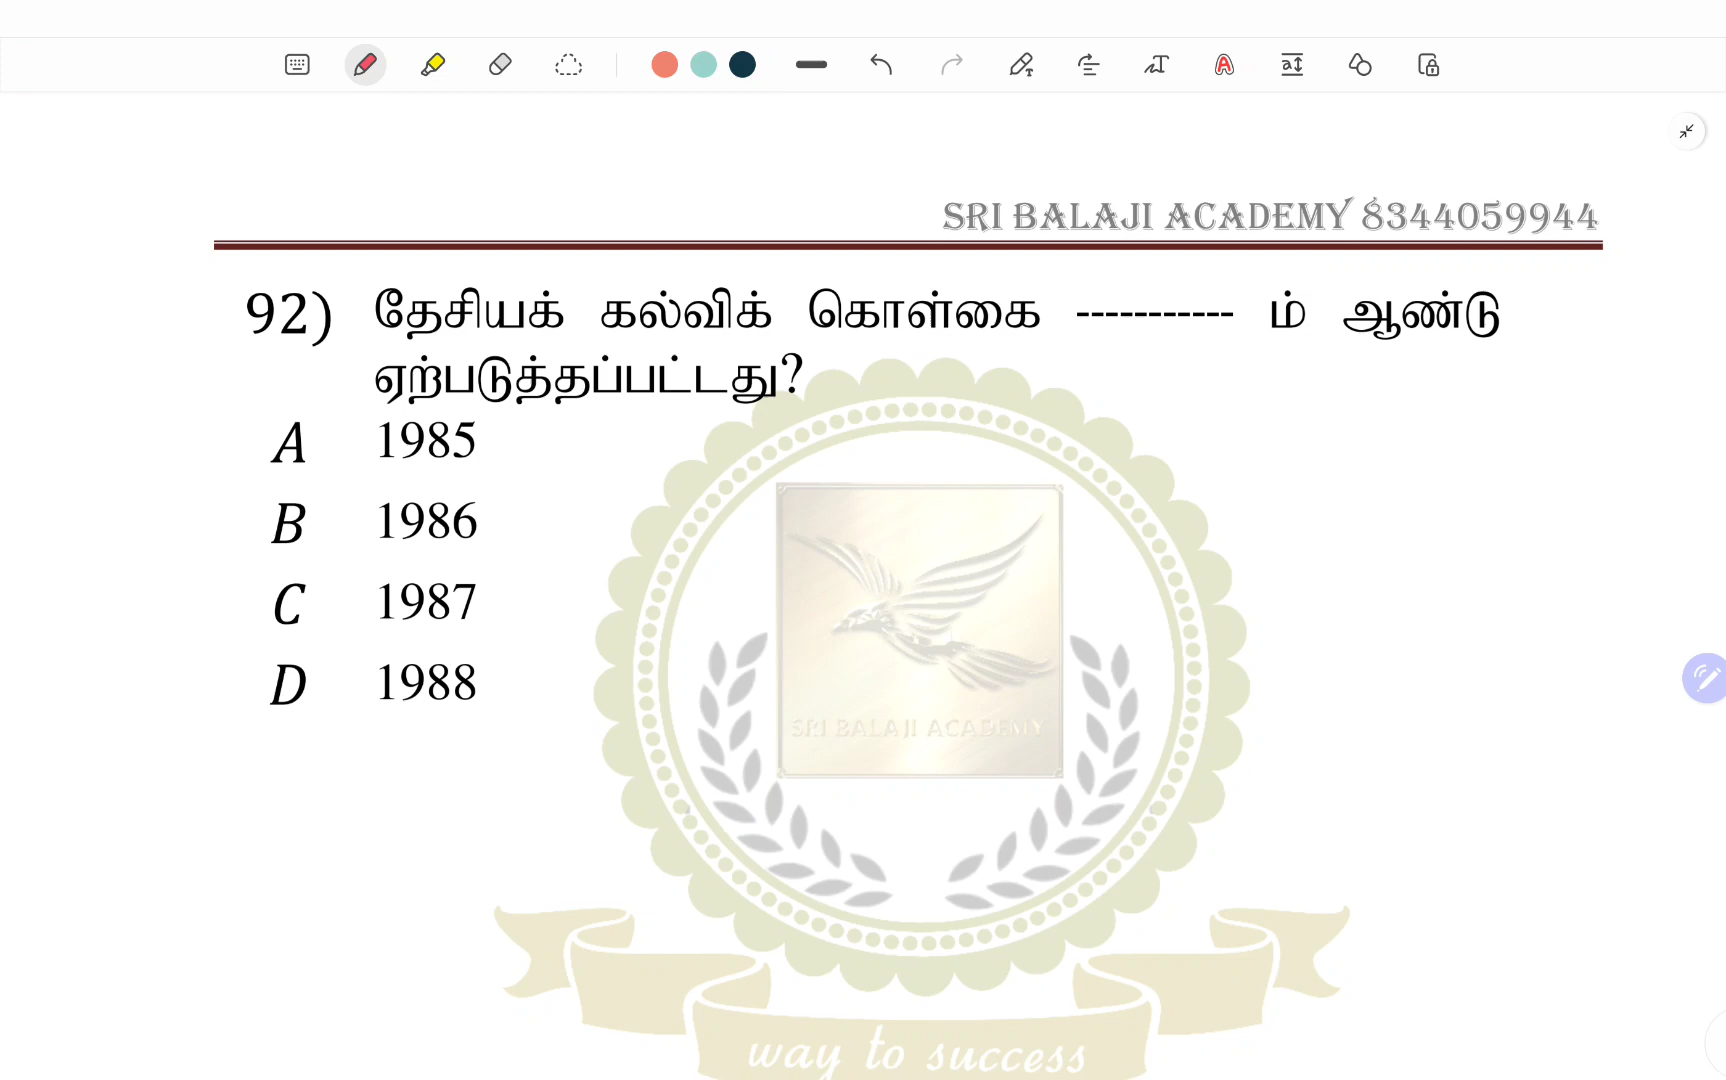 SRI BALAJI ACADEMY 8344059944
92) தேசியக் கல்விக் கொள்கை ----------- ம் ஆண்டு
ஏற்படுத்தப்பட்டது?
A 1985
B 1986
C 1987
D 1988
SRI BALAJI ACADEMY
way to success